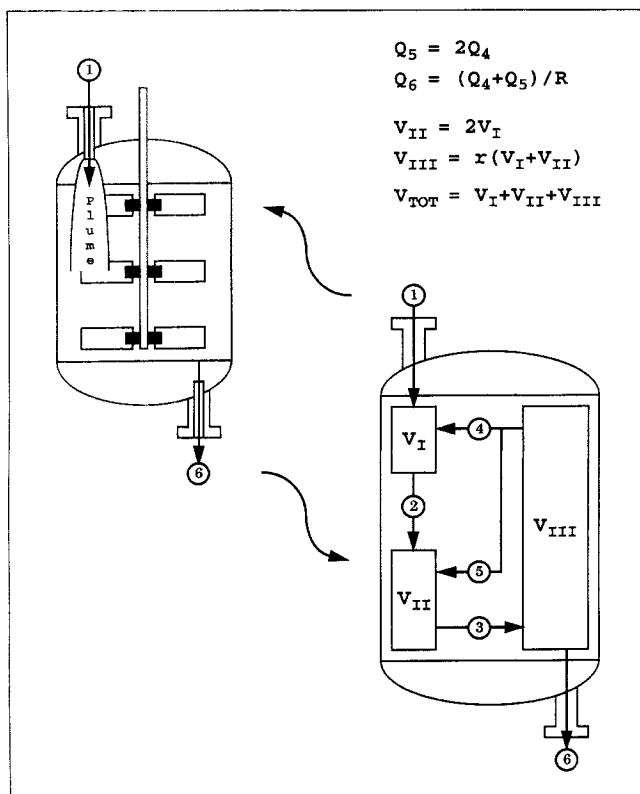 Q5 = 2Q4
Q6 = (Q4+Q5)/R
VII = 2VI
VIII = r(VI+VII)
VTOT = VI+VII+VIII
1
Plume
6
1
VI
4
2
VIII
VII
5
3
6